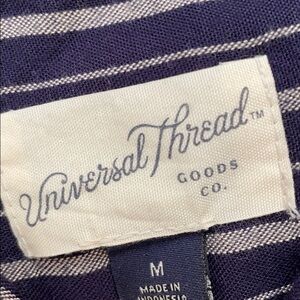 Universal Thread™
GOODS
CO.
M
MADE IN
INDONESIA